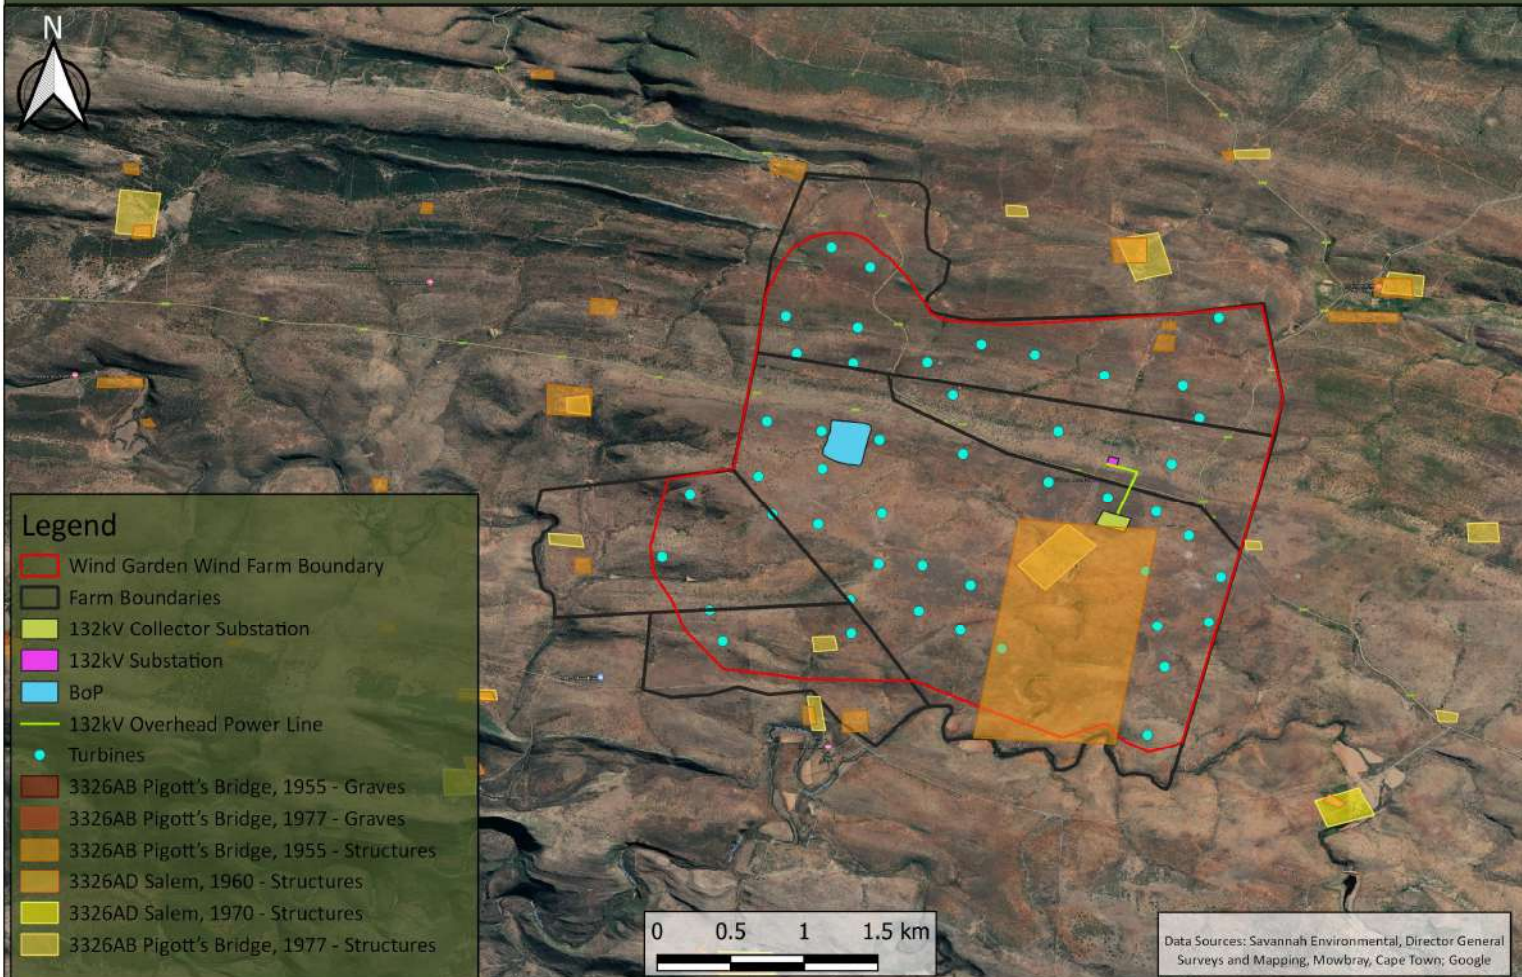 N
Legend
Wind Garden Wind Farm Boundary
Farm Boundaries
132kV Collector Substation
132kV Substation
BoP
132kV Overhead Power Line
Turbines
3326AB Pigott's Bridge, 1955 - Graves
3326AB Pigott's Bridge, 1977 - Graves
3326AB Pigott's Bridge, 1955 - Structures
3326AD Salem, 1960 - Structures
3326AD Salem, 1970 - Structures
3326AB Pigott's Bridge, 1977 - Structures
0 0.5 1 1.5 km
Data Sources: Savannah Environmental, Director General
Surveys and Mapping, Mowbray, Cape Town; Google